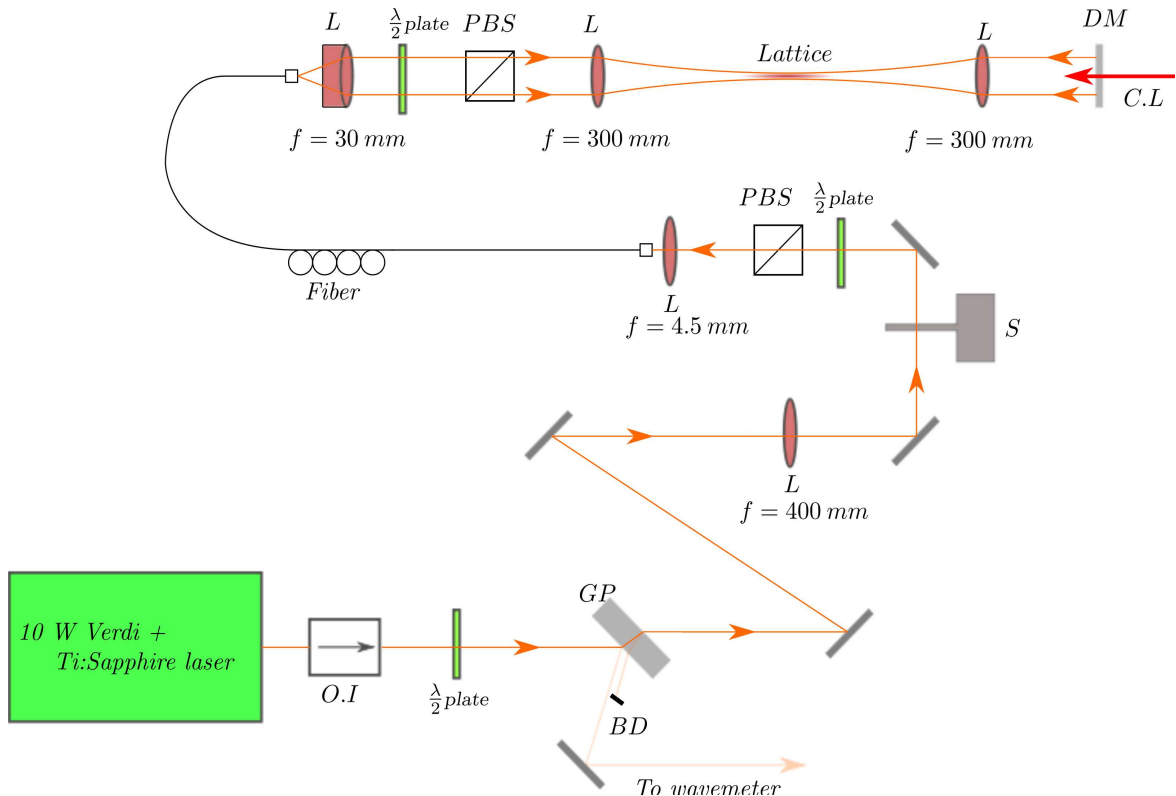 L
λ/2 plate
PBS
L
Lattice
L
DM
C.L
f = 30 mm
f = 300 mm
f = 300 mm
PBS
λ/2 plate
Fiber
L
f = 4.5 mm
S
L
f = 400 mm
GP
10 W Verdi +
Ti:Sapphire laser
O.I
λ/2 plate
BD
To wavemeter